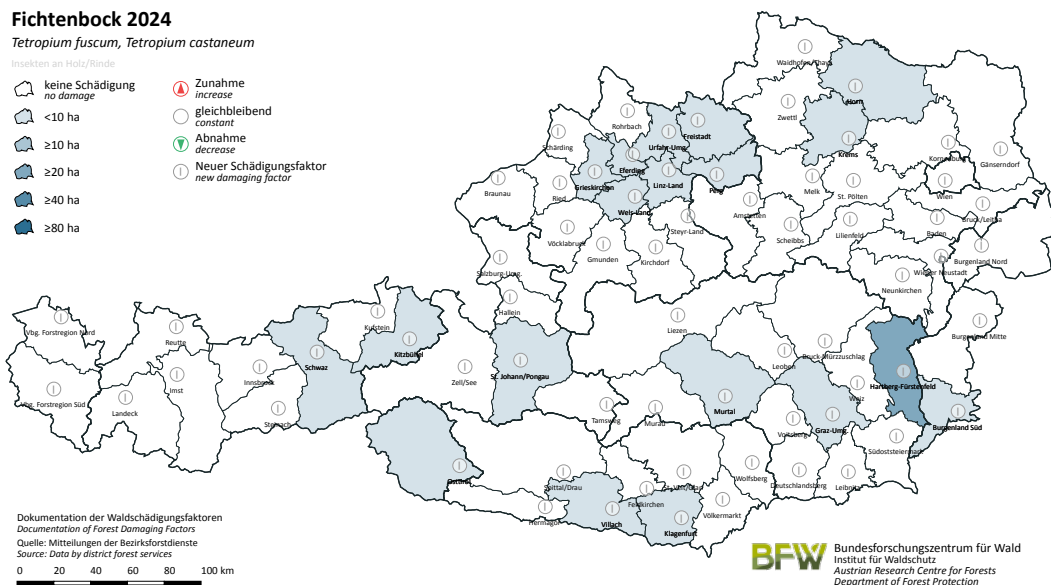 Fichtenbock 2024
Tetropium fuscum, Tetropium castaneum
Insekten an Holz/Rinde
keine Schädigung
no damage
<10 ha
≥10 ha
≥20 ha
≥40 ha
≥80 ha
Zunahme
increase
gleichbleibend
constant
Abnahme
decrease
Neuer Schädigungsfaktor
new damaging factor
Waidhofen/Thaya
Horn
Zwettl
Rohrbach
Freistadt
Schärding
Urfahr-Umg.
Krems
Korneuburg
Gänserndorf
Eferding
Grieskirchen
Linz-Land
Perg
Melk
St. Pölten
Braunau
Ried
Wels-Land
Wien
Amstetten
Bruck/Leitha
Steyr-Land
Scheibbs
Lilienfeld
Baden
Vöcklabruck
Gmunden
Kirchdorf
Burgenland Nord
Salzburg-Umg.
Wiener Neustadt
Neunkirchen
Hallein
Liezen
Kufstein
Vbg. Forstregion Nord
Reutte
Burgenland Mitte
Kitzbühel
Bruck-Mürzzuschlag
Schwaz
St. Johann/Pongau
Zell/See
Leoben
Innsbruck
Imst
Hartberg-Fürstenfeld
Landeck
Vbg. Forstregion Süd
Weiz
Steinach
Tamsweg
Murau
Murtal
Voitsberg
Graz-Umg.
Burgenland Süd
Südoststeiermark
Osttirol
Spittal/Drau
St. Veit/Glan
Wolfsberg
Deutschlandsberg
Leibnitz
Feldkirchen
Hermagor
Villach
Klagenfurt
Völkermarkt
Dokumentation der Waldschädigungsfaktoren
Documentation of Forest Damaging Factors
Quelle: Mitteilungen der Bezirksforstdienste
Source: Data by district forest services
0 20 40 60 80 100 km
BFW
Bundesforschungszentrum für Wald
Institut für Waldschutz
Austrian Research Centre for Forests
Department of Forest Protection